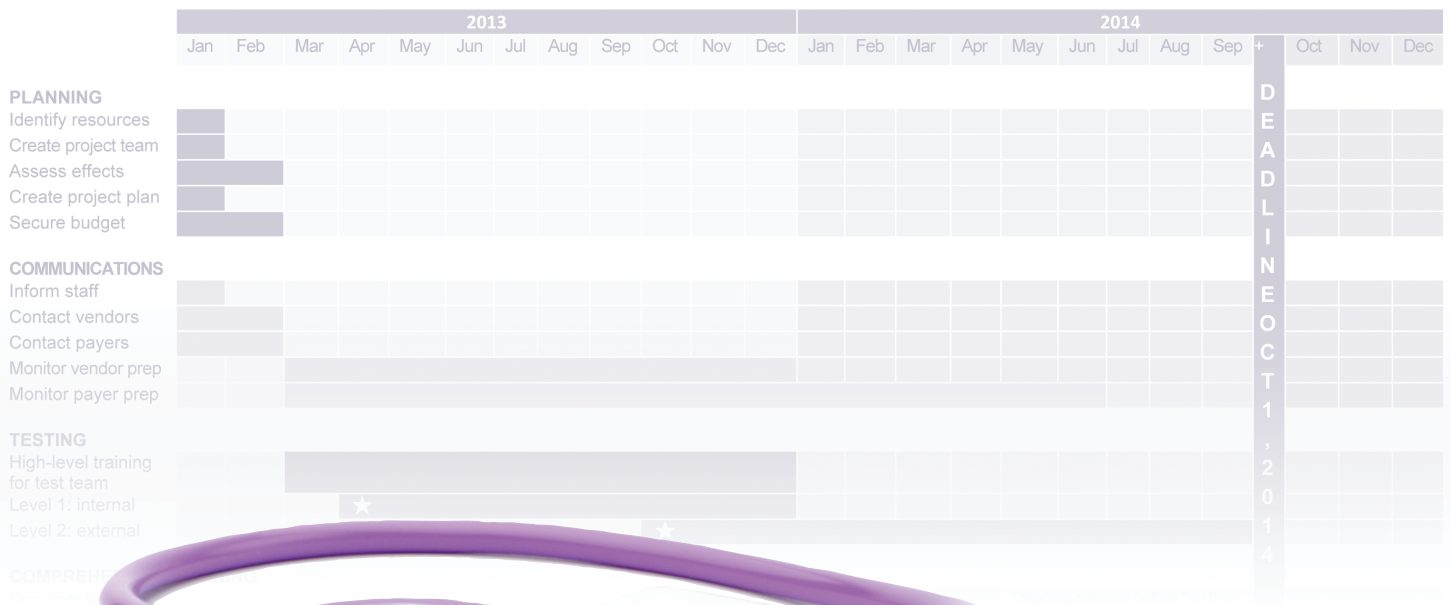 2013 2014
Jan Feb Mar Apr May Jun Jul Aug Sep Oct Nov Dec Jan Feb Mar Apr May Jun Jul Aug Sep + Oct Nov Dec
DEADLINE OCT 1, 2014
PLANNING
Identify resources
Create project team
Assess effects
Create project plan
Secure budget
COMMUNICATIONS
Inform staff
Contact vendors
Contact payers
Monitor vendor prep
Monitor payer prep
TESTING
High-level training
for test team
Level 1: internal
Level 2: external